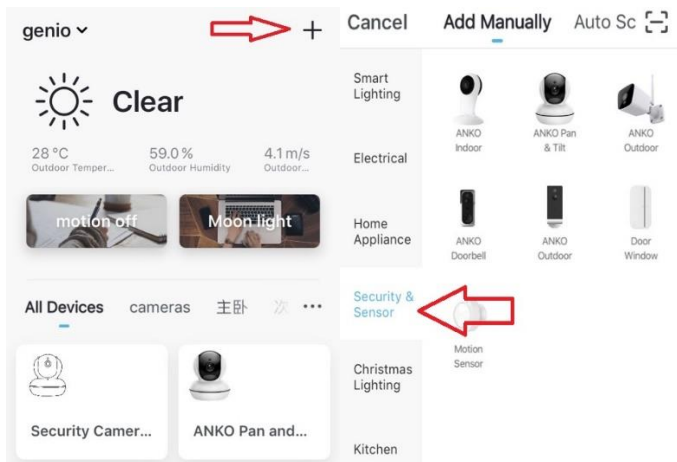 genio
Clear
28 °C
59.0 %
4.1 m/s
Outdoor Temper...
Outdoor Humidity
Outdoor...
motion off
Moon light
All Devices
cameras
主卧
次
...
Security Camer...
ANKO Pan and...
Cancel
Add Manually
Auto Sc
Smart
Lighting
Electrical
Home
Appliance
Security &
Sensor
Christmas
Lighting
Kitchen
ANKO
Indoor
ANKO Pan
& Tilt
ANKO
Outdoor
ANKO
Doorbell
ANKO
Outdoor
Door
Window
Motion
Sensor